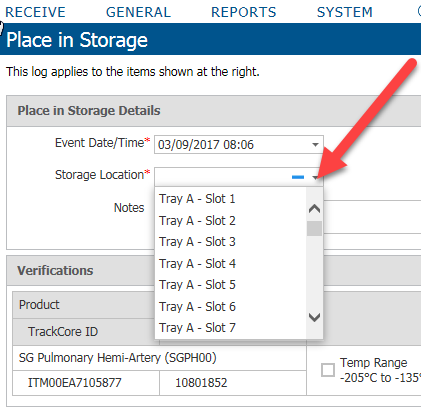 RECEIVE GENERAL REPORTS SYSTEM
Place in Storage
This log applies to the items shown at the right.
Place in Storage Details
Event Date/Time* 03/09/2017 08:06
Storage Location*
Notes
Tray A - Slot 1
Tray A - Slot 2
Tray A - Slot 3
Tray A - Slot 4
Tray A - Slot 5
Tray A - Slot 6
Tray A - Slot 7
Verifications
Product
TrackCore ID
SG Pulmonary Hemi-Artery (SGPH00)
ITM00EA7105877 10801852
Temp Range
-205°C to -135°